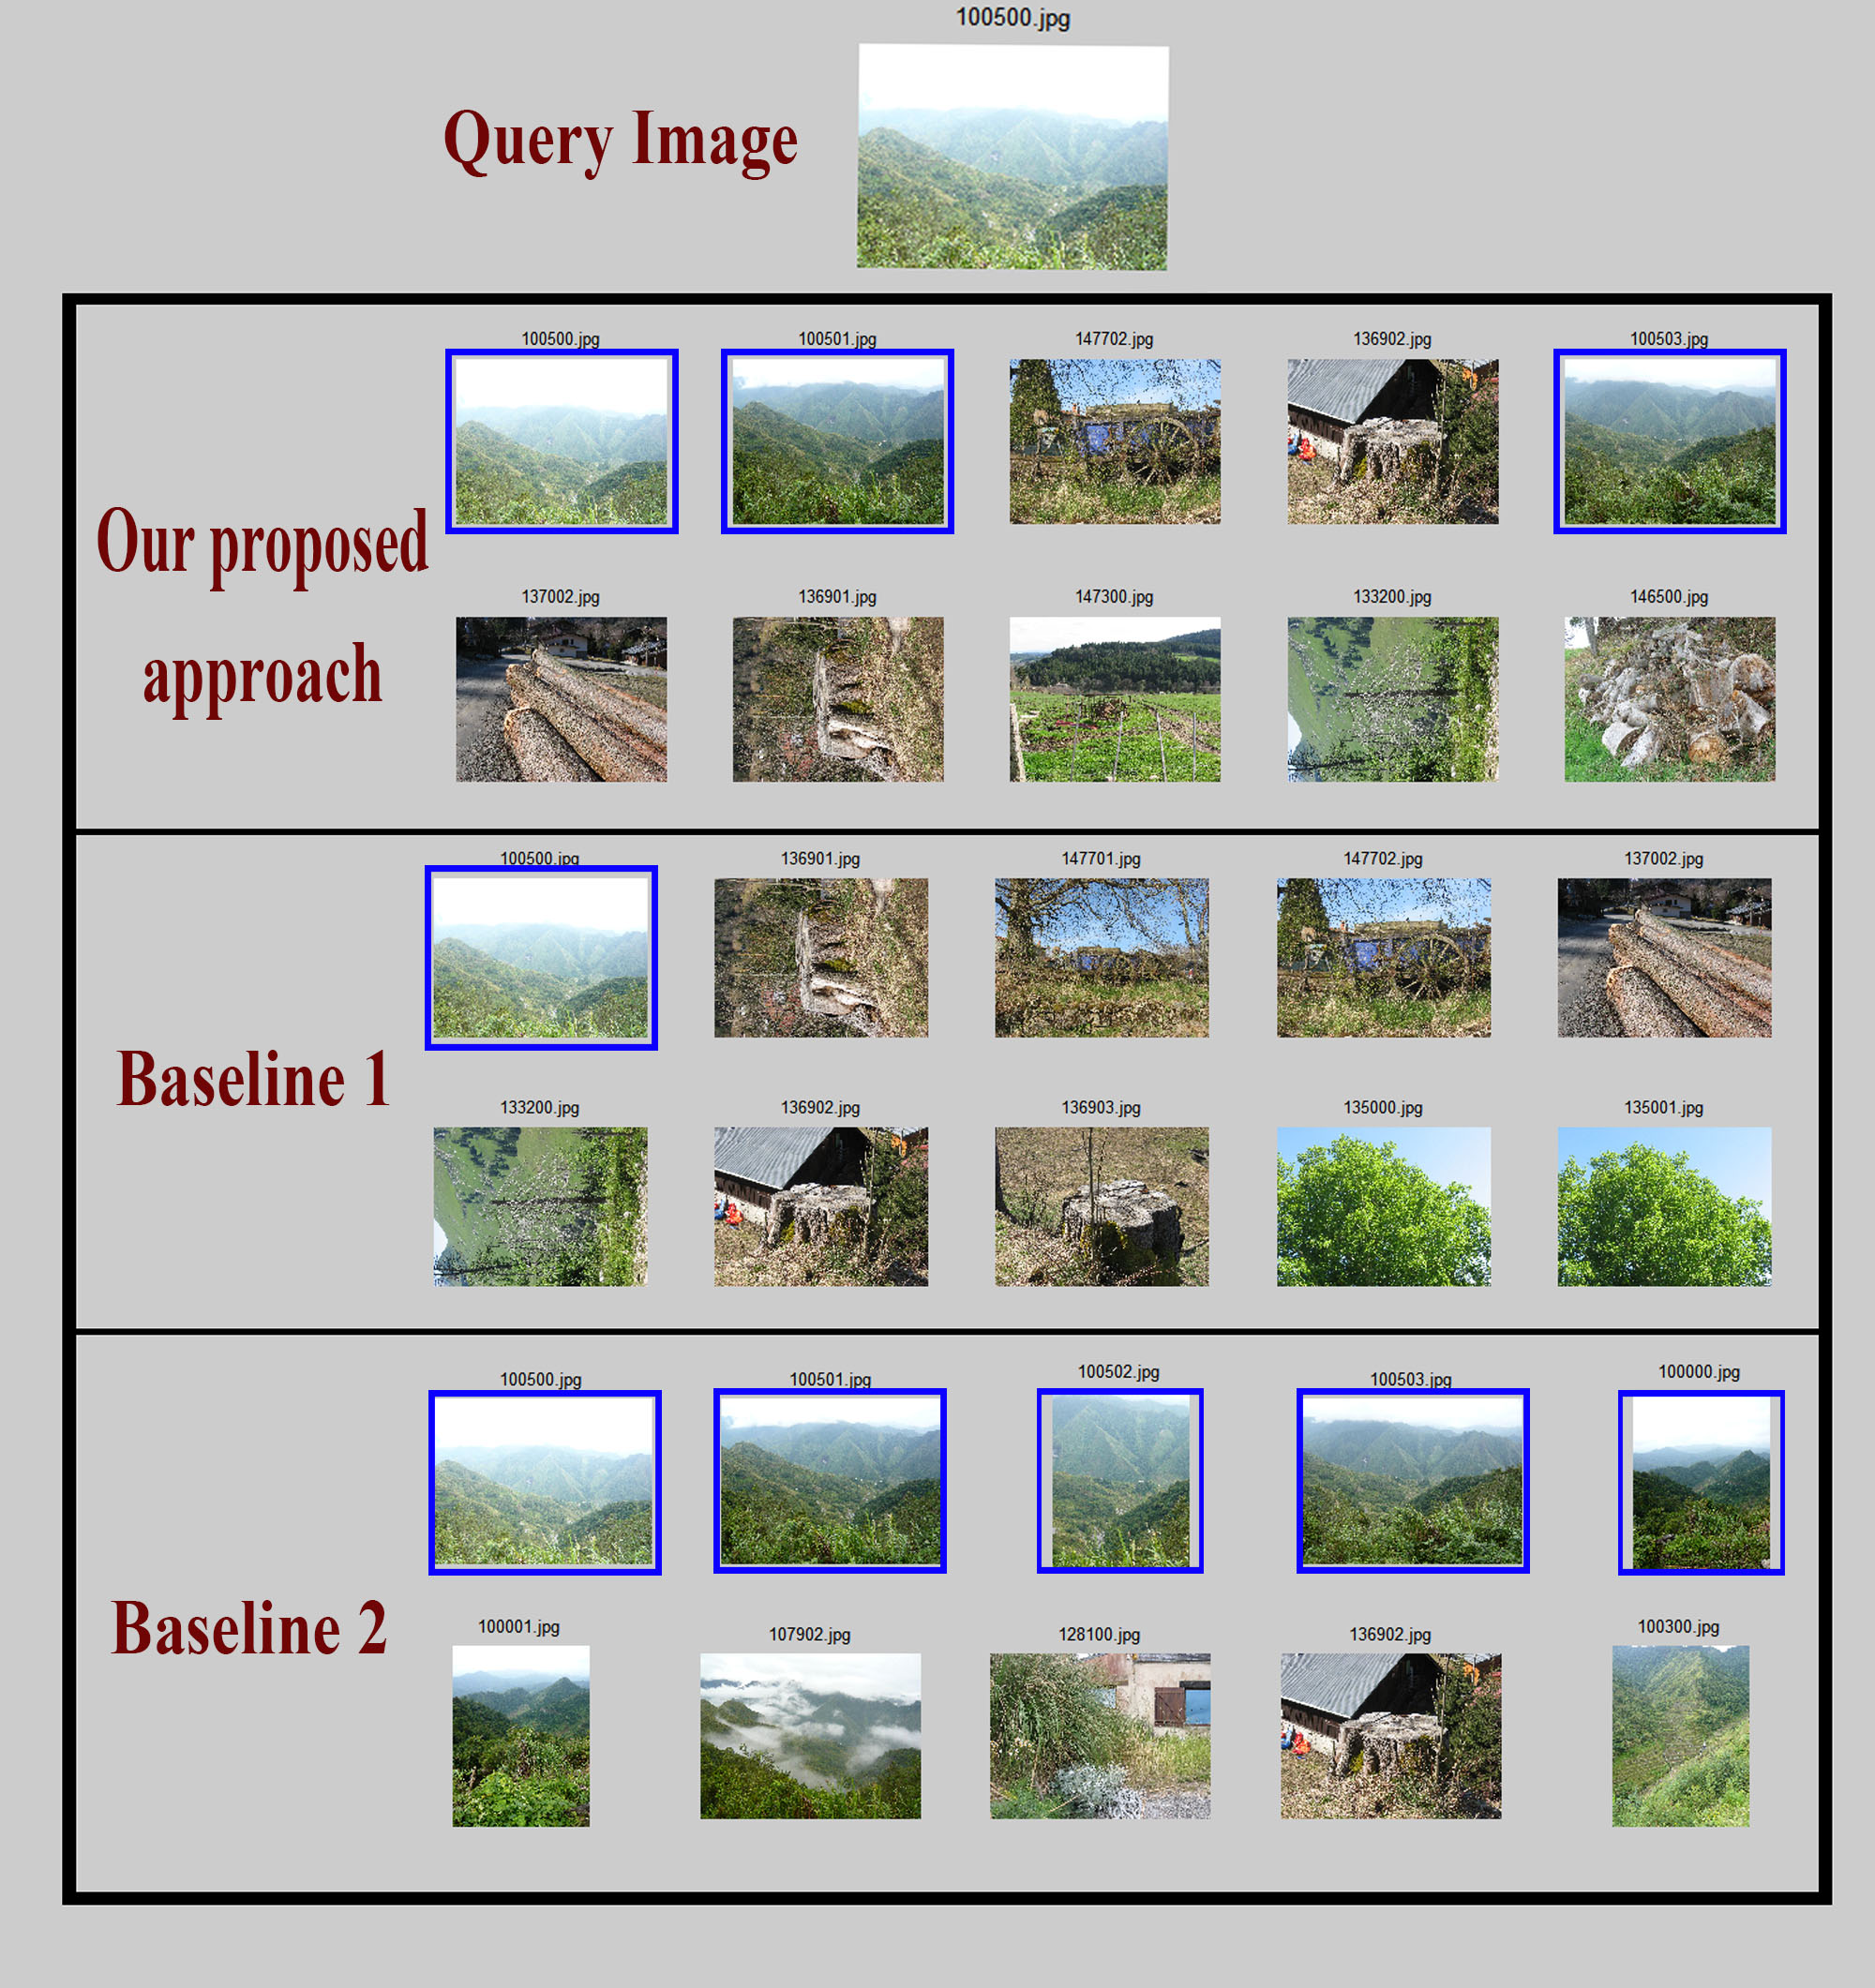 100500.jpg
Query Image
100500.jpg 100501.jpg 147702.jpg 136902.jpg 100503.jpg
Our proposed
approach
137002.jpg 136901.jpg 147300.jpg 133200.jpg 146500.jpg
100500.jpg 136901.jpg 147701.jpg 147702.jpg 137002.jpg
Baseline 1
133200.jpg 136902.jpg 136903.jpg 135000.jpg 135001.jpg
100500.jpg 100501.jpg 100502.jpg 100503.jpg 100000.jpg
Baseline 2
100001.jpg 107902.jpg 128100.jpg 136902.jpg 100300.jpg